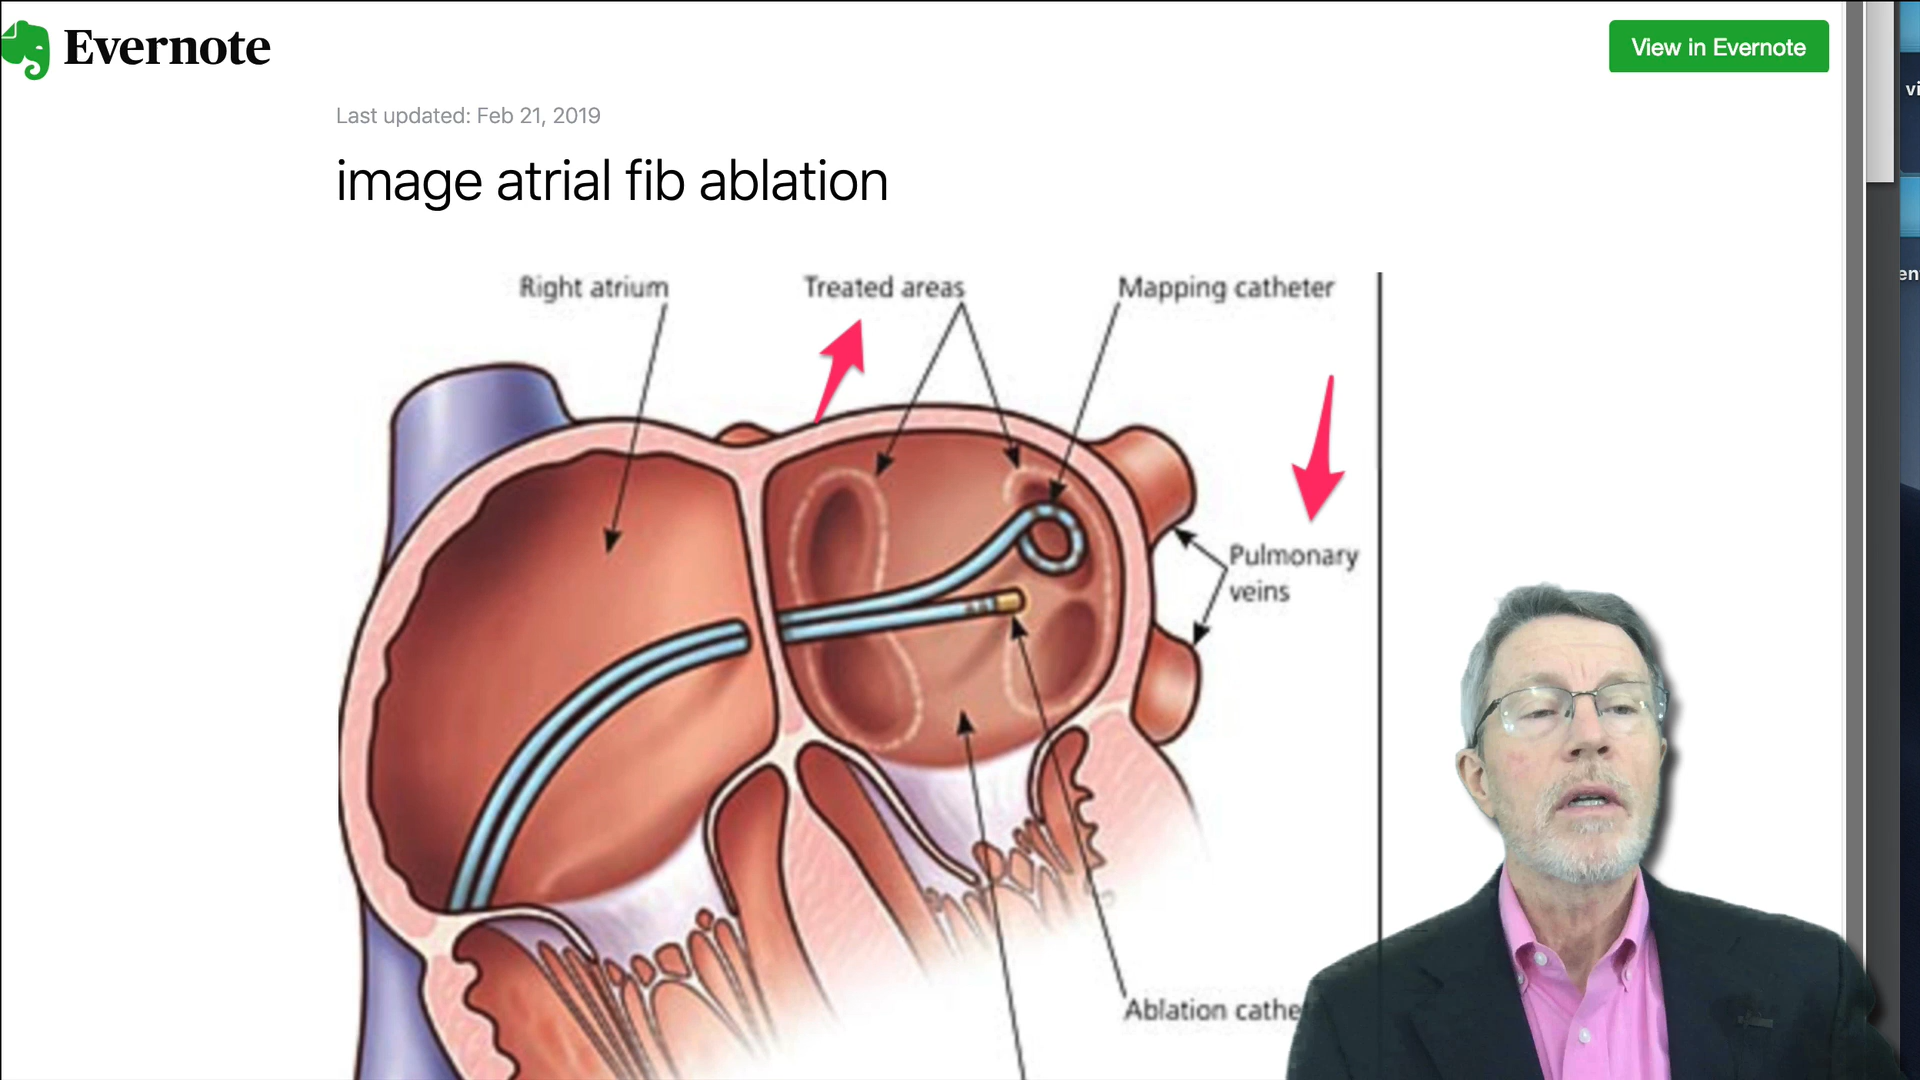 Evernote
View in Evernote
Last updated: Feb 21, 2019
image atrial fib ablation
Right atrium
Treated areas
Mapping catheter
Pulmonary
veins
Ablation